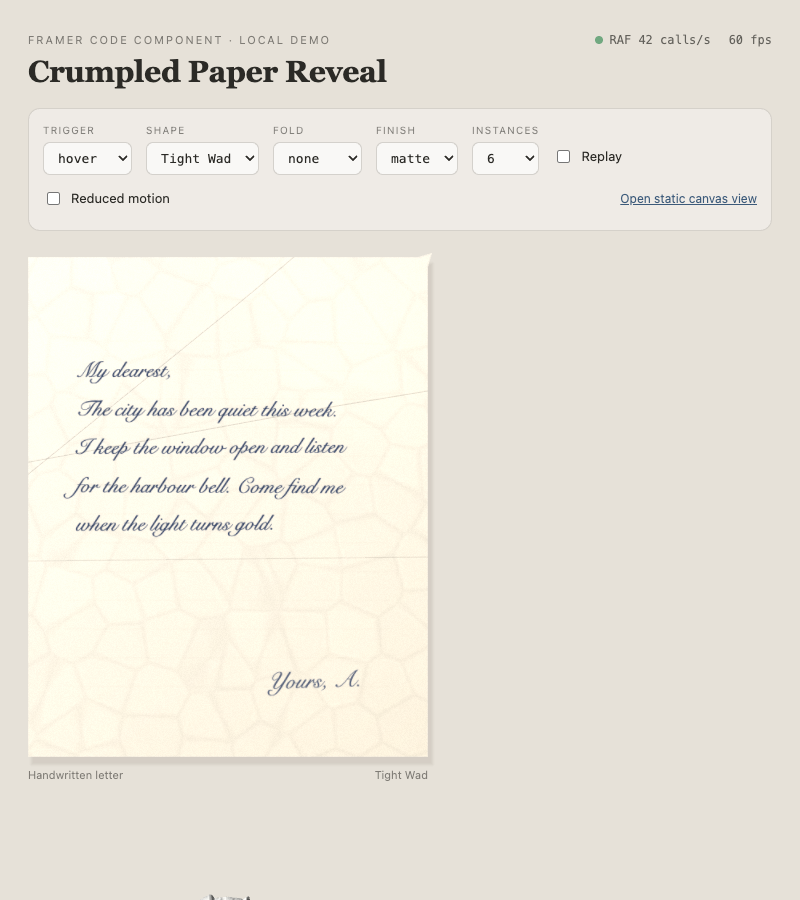 FRAMER CODE COMPONENT · LOCAL DEMO
RAF 42 calls/s 60 fps
Crumpled Paper Reveal
TRIGGER SHAPE FOLD FINISH INSTANCES
hover Tight Wad none matte 6 Replay
Reduced motion Open static canvas view
My dearest,
The city has been quiet this week.
I keep the window open and listen
for the harbour bell. Come find me
when the light turns gold.
Yours, A.
Handwritten letter Tight Wad